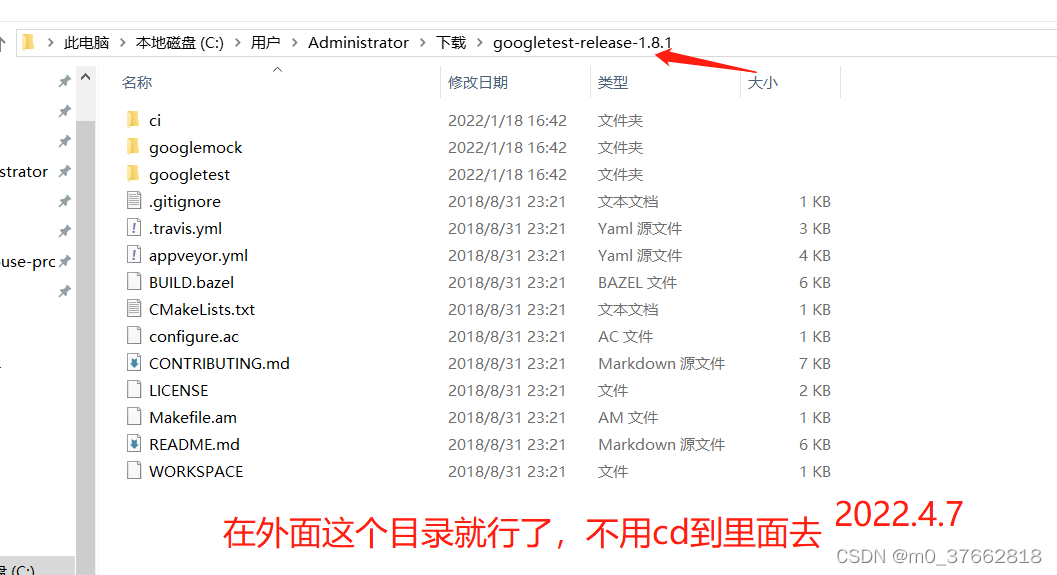 此电脑 > 本地磁盘 (C:) > 用户 > Administrator > 下载 > googletest-release-1.8.1
名称 修改日期 类型 大小
ci 2022/1/18 16:42 文件夹
googlemock 2022/1/18 16:42 文件夹
strator googletest 2022/1/18 16:42 文件夹
.gitignore 2018/8/31 23:21 文本文档 1 KB
.travis.yml 2018/8/31 23:21 Yaml 源文件 3 KB
use-prc appveyor.yml 2018/8/31 23:21 Yaml 源文件 4 KB
BUILD.bazel 2018/8/31 23:21 BAZEL 文件 6 KB
CMakeLists.txt 2018/8/31 23:21 文本文档 1 KB
configure.ac 2018/8/31 23:21 AC 文件 1 KB
CONTRIBUTING.md 2018/8/31 23:21 Markdown 源文件 7 KB
LICENSE 2018/8/31 23:21 文件 2 KB
Makefile.am 2018/8/31 23:21 AM 文件 1 KB
README.md 2018/8/31 23:21 Markdown 源文件 6 KB
WORKSPACE 2018/8/31 23:21 文件 1 KB
在外面这个目录就行了，不用cd到里面去 2022.4.7
CSDN @m0_37662818
盘 (C:)